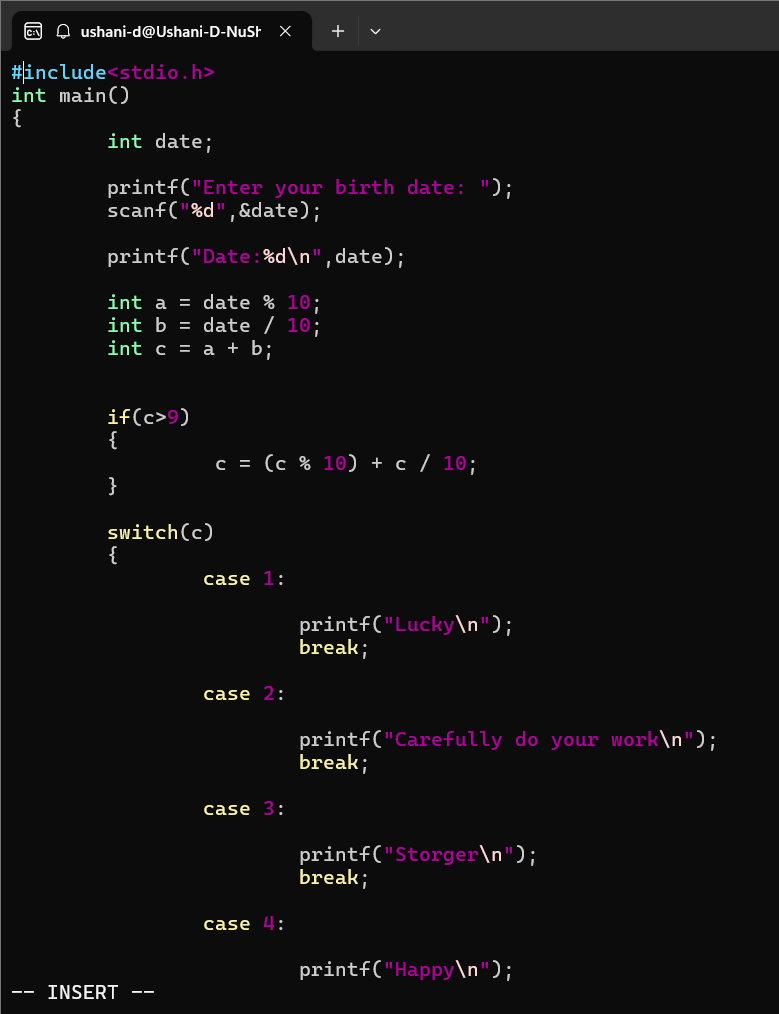 ushani-d@Ushani-D-NuSh
#include<stdio.h>
int main()
{
int date;
printf("Enter your birth date: ");
scanf("%d",&date);
printf("Date:%d\n",date);
int a = date % 10;
int b = date / 10;
int c = a + b;
if(c>9)
{
c = (c % 10) + c / 10;
}
switch(c)
{
case 1:
printf("Lucky\n");
break;
case 2:
printf("Carefully do your work\n");
break;
case 3:
printf("Storger\n");
break;
case 4:
printf("Happy\n");
-- INSERT --